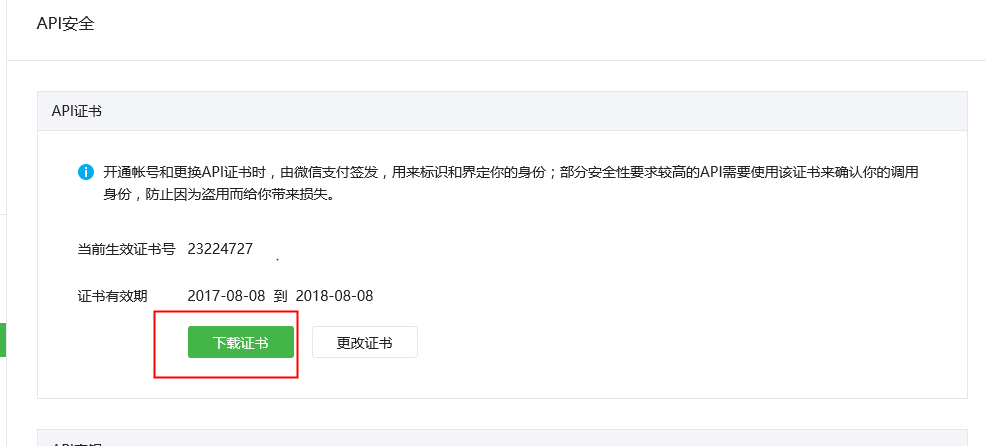 API安全
API证书
开通帐号和更换API证书时，由微信支付签发，用来标识和界定你的身份；部分安全性要求较高的API需要使用该证书来确认你的调用
身份，防止因为盗用而给你带来损失。
当前生效证书号 23224727
证书有效期 2017-08-08 到 2018-08-08
下载证书 更改证书